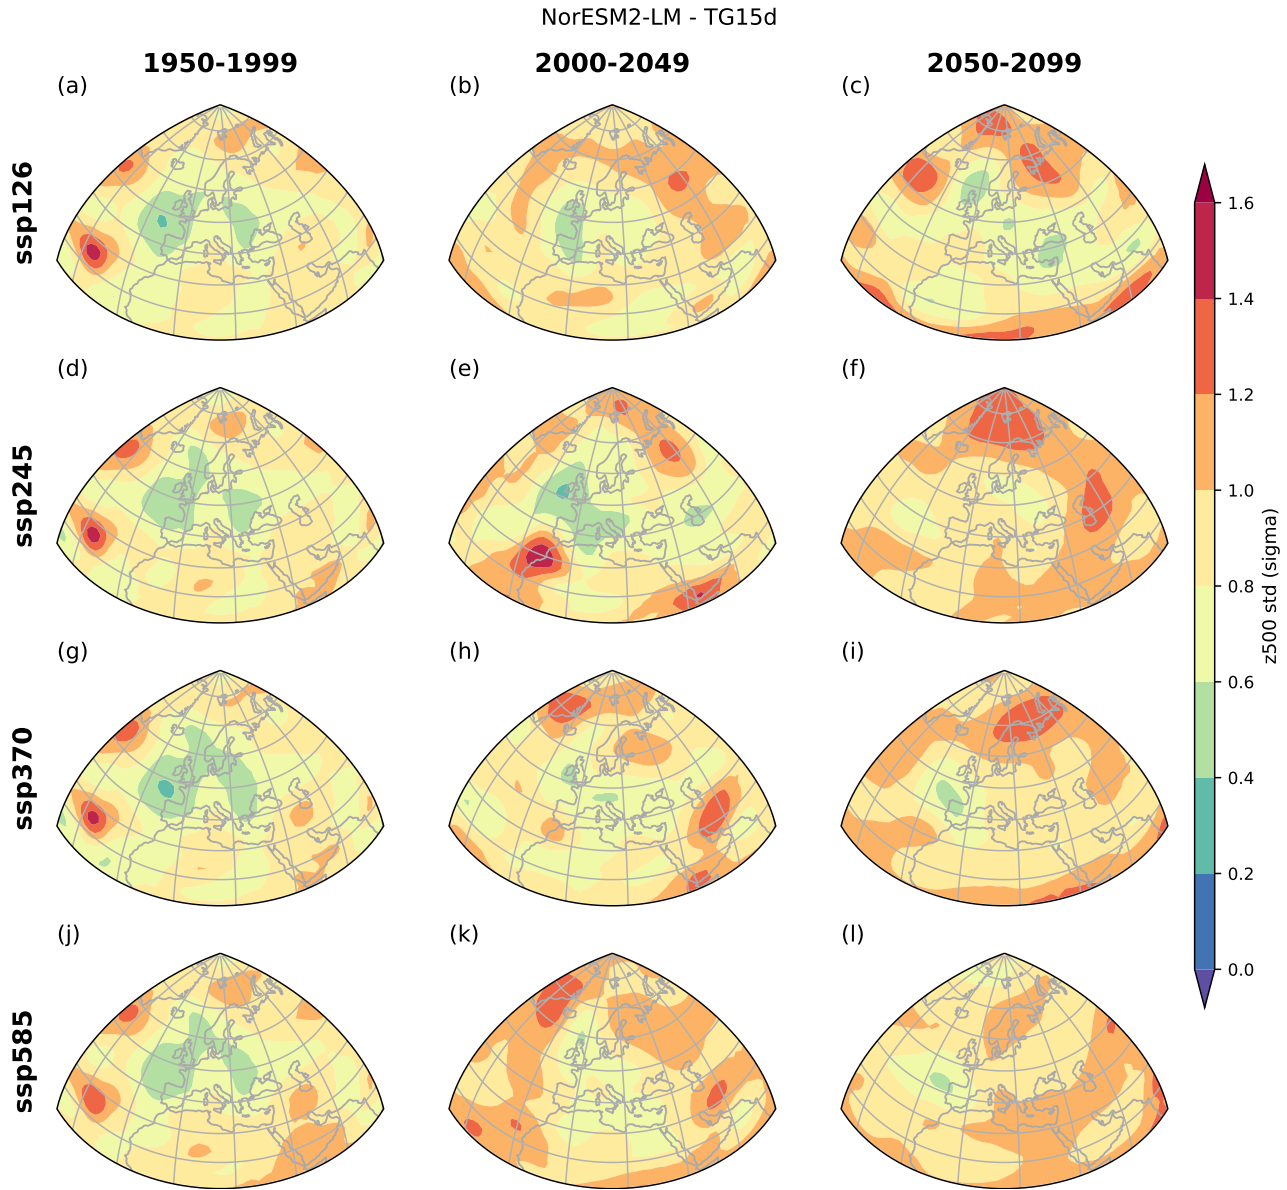 NorESM2-LM - TG15d
1950-1999
2000-2049
2050-2099
(a)
(b)
(c)
ssp126
(d)
(e)
(f)
ssp245
(g)
(h)
(i)
ssp370
(j)
(k)
(l)
ssp585
1.6
1.4
1.2
1.0
0.8
0.6
0.4
0.2
0.0
z500 std (sigma)